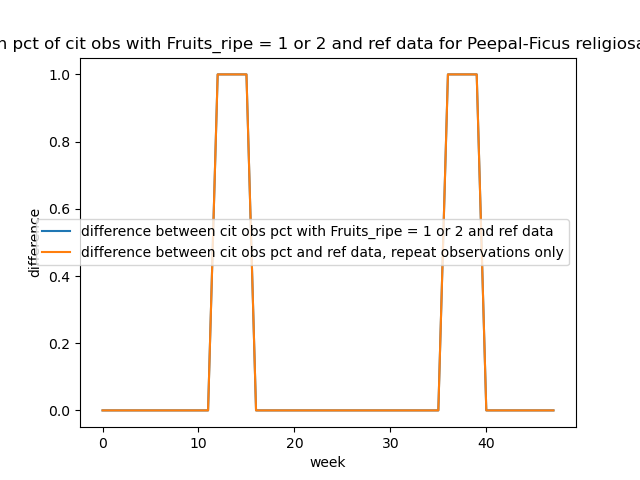 pct of cit obs with Fruits_ripe = 1 or 2 and ref data for Peepal-Ficus religiosa
1.0
0.8
0.6
difference between cit obs pct with Fruits_ripe = 1 or 2 and ref data
difference
difference between cit obs pct and ref data, repeat observations only
0.4
0.2
0.0
0 10 20 30 40
week